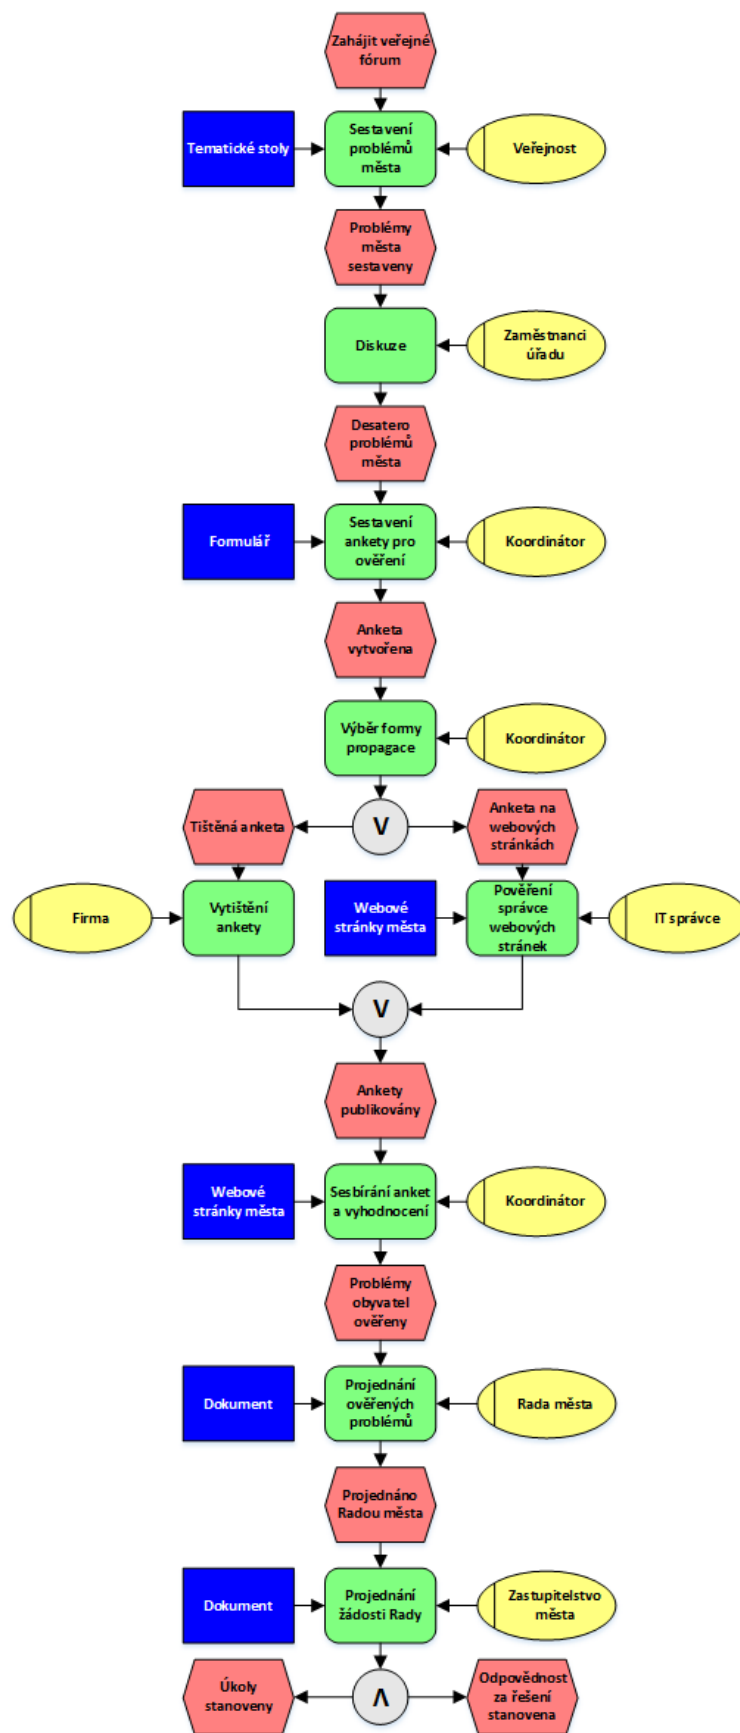 Zahájit veřejné
fórum
Tematické stoly
Sestavení
problémů
města
Veřejnost
Problémy
města
sestaveny
Diskuze
Zaměstnanci
úřadu
Desatero
problémů
města
Formulář
Sestavení
ankety pro
ověření
Koordinátor
Anketa
vytvořena
Výběr formy
propagace
Koordinátor
Tištěná anketa
V
Anketa na
webových
stránkách
Firma
Vytištění
ankety
Webové
stránky města
Pověření
správce
webových
stránek
IT správce
V
Ankety
publikovány
Webové
stránky města
Sesbírání anket
a vyhodnocení
Koordinátor
Problémy
obyvatel
ověřeny
Dokument
Projednání
ověřených
problémů
Rada města
Projednáno
Radou města
Dokument
Projednání
žádosti Rady
Zastupitelstvo
města
Úkoly
stanoveny
Λ
Odpovědnost
za řešení
stanovena